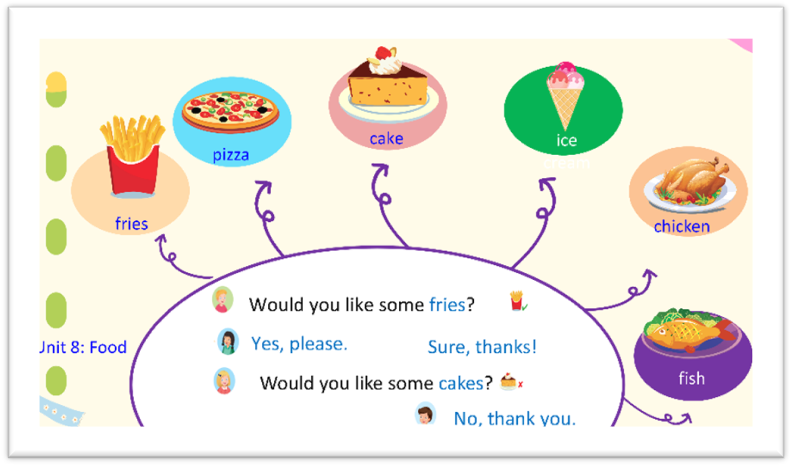 pizza
cake
ice
fries
chicken
fish
Would you like some fries?
Unit 8: Food
Yes, please.
Sure, thanks!
Would you like some cakes?
No, thank you.